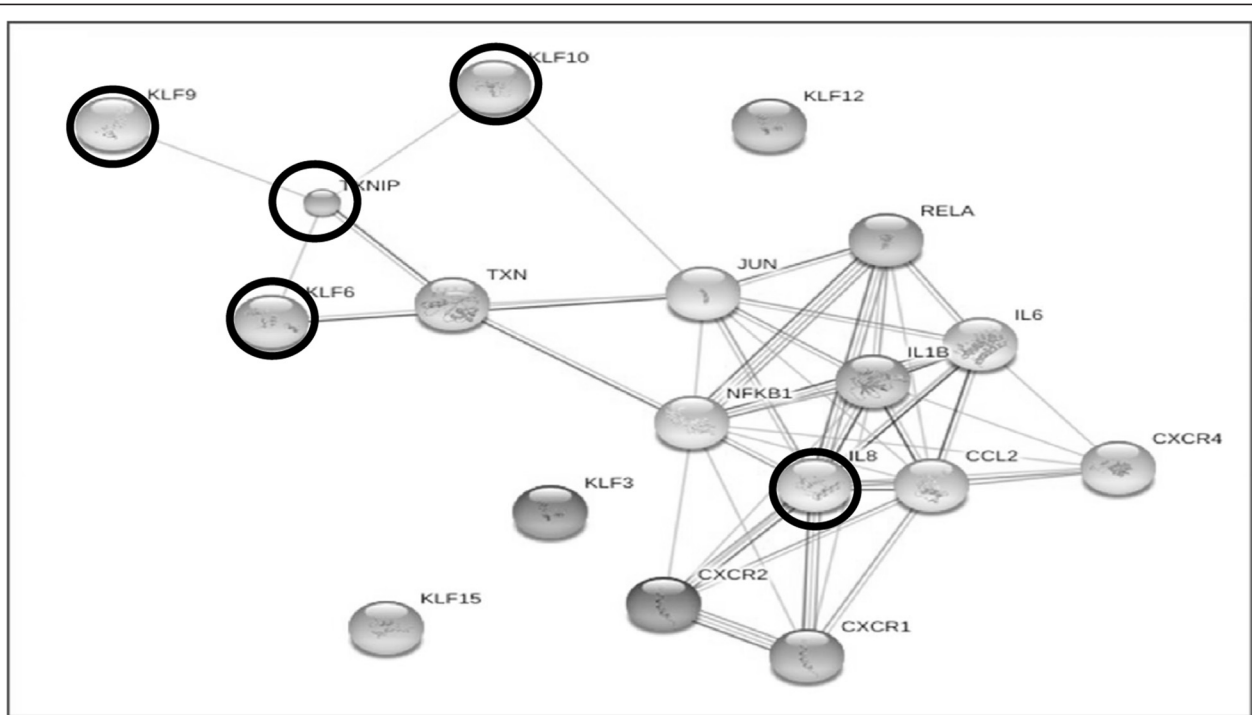 KLF10
KLF9
KLF12
TXNIP
RELA
JUN
TXN
KLF6
IL6
IL1B
NFKB1
CXCR4
IL8
CCL2
KLF3
CXCR2
KLF15
CXCR1